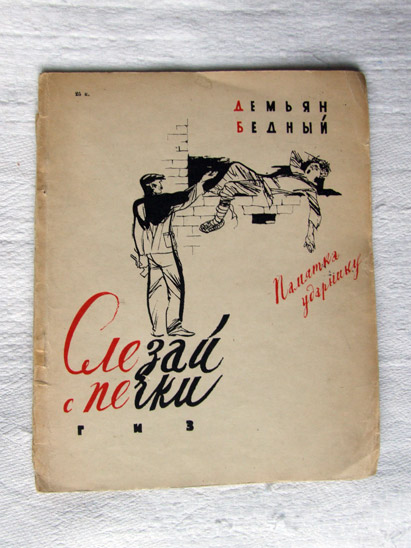 25 к.
Демьян
Бедный
Памятка
ударнику
Слезай
с печки
гиз